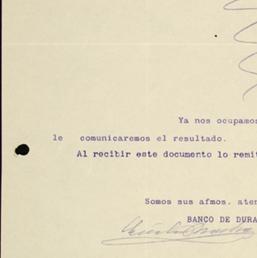 Ya nos ocupamos
le comunicaremos el resultado.
Al recibir este documento lo remit
Somos sus afmos. aten
BANCO DE DURA